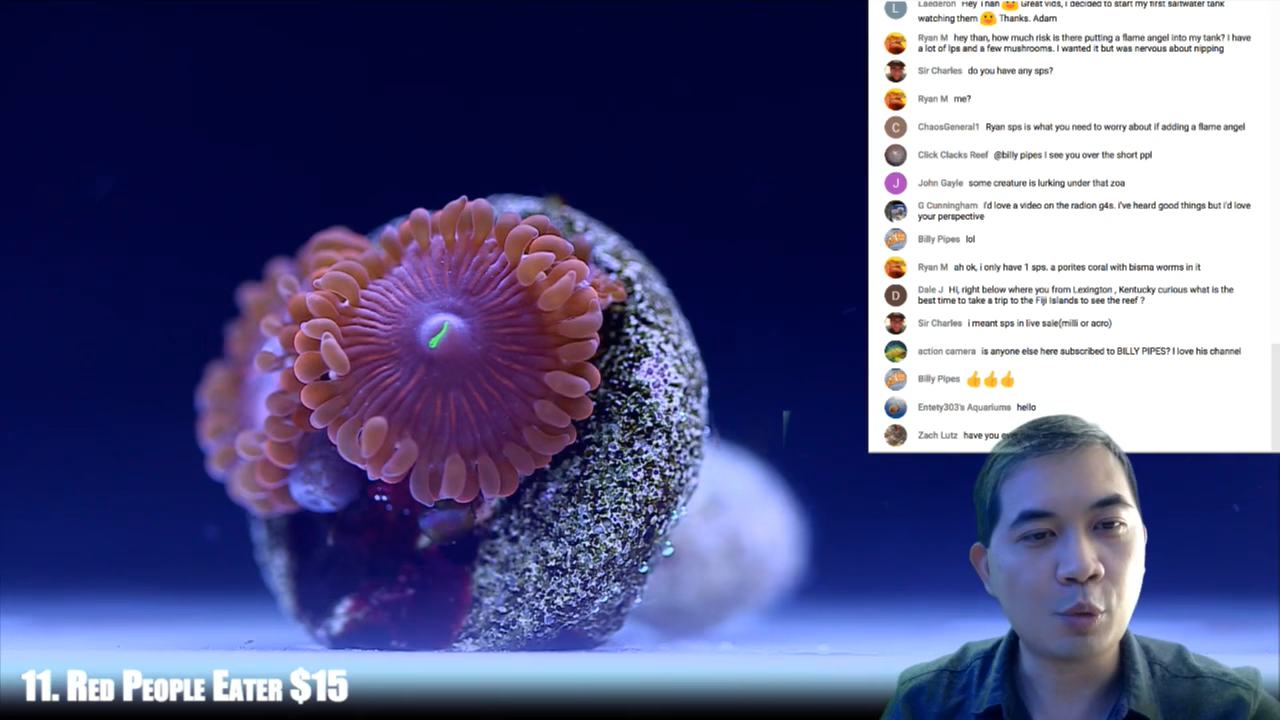 L Laederon Hey Than Great vids, i decided to start my first saltwater tank
watching them Thanks. Adam
Ryan M hey than, how much risk is there putting a flame angel into my tank? I have
a lot of lps and a few mushrooms. I wanted it but was nervous about nipping
Sir Charles do you have any sps?
Ryan M me?
C ChaosGeneral1 Ryan sps is what you need to worry about if adding a flame angel
Click Clacks Reef @billy pipes I see you over the short ppl
J John Gayle some creature is lurking under that zoa
G Cunningham i'd love a video on the radion g4s. i've heard good things but i'd love
your perspective
Billy Pipes lol
Ryan M ah ok, i only have 1 sps. a porites coral with bisma worms in it
D Dale J Hi, right below where you from Lexington , Kentucky curious what is the
best time to take a trip to the Fiji Islands to see the reef ?
Sir Charles i meant sps in live sale(milli or acro)
action camera is anyone else here subscribed to BILLY PIPES? I love his channel
Billy Pipes 👍👍👍
Entety303's Aquariums hello
Zach Lutz have you
11. Red People Eater $15